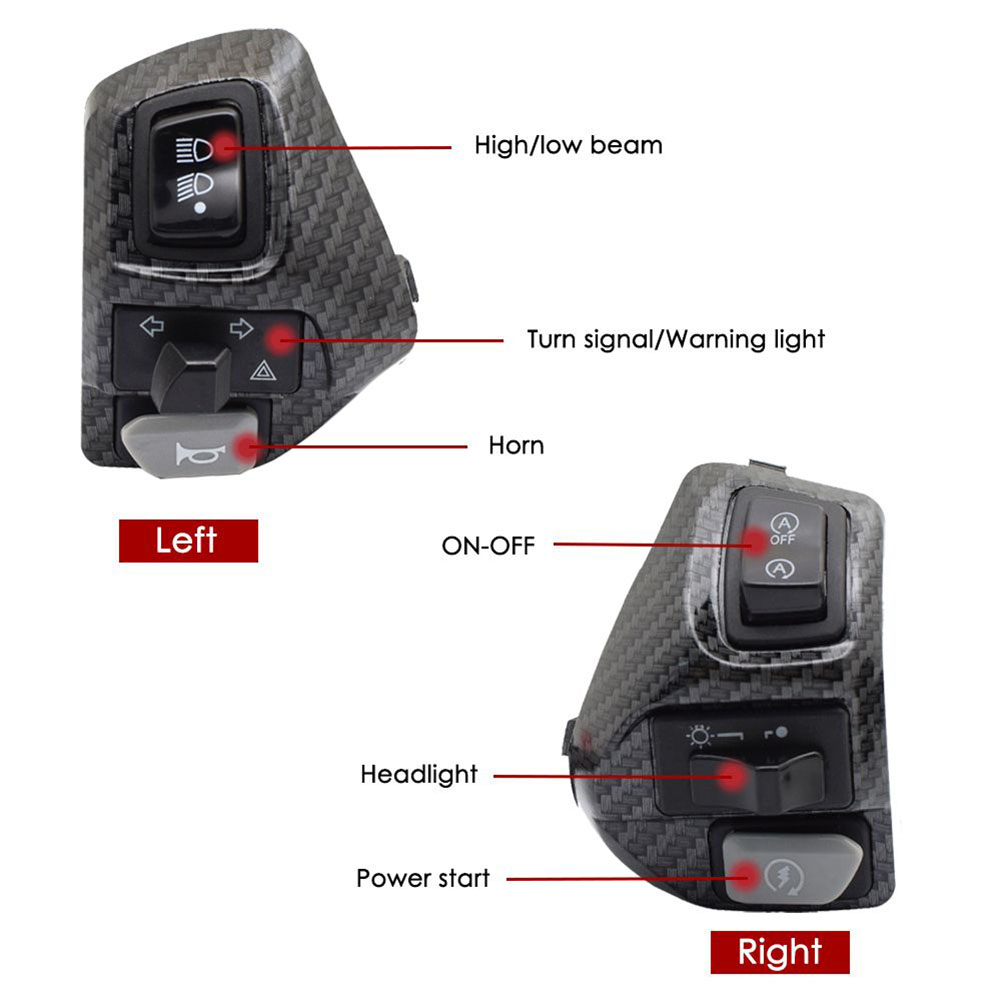 High/low beam
Turn signal/Warning light
Horn
Left
A
OFF
A
ON-OFF
Headlight
Power start
Right